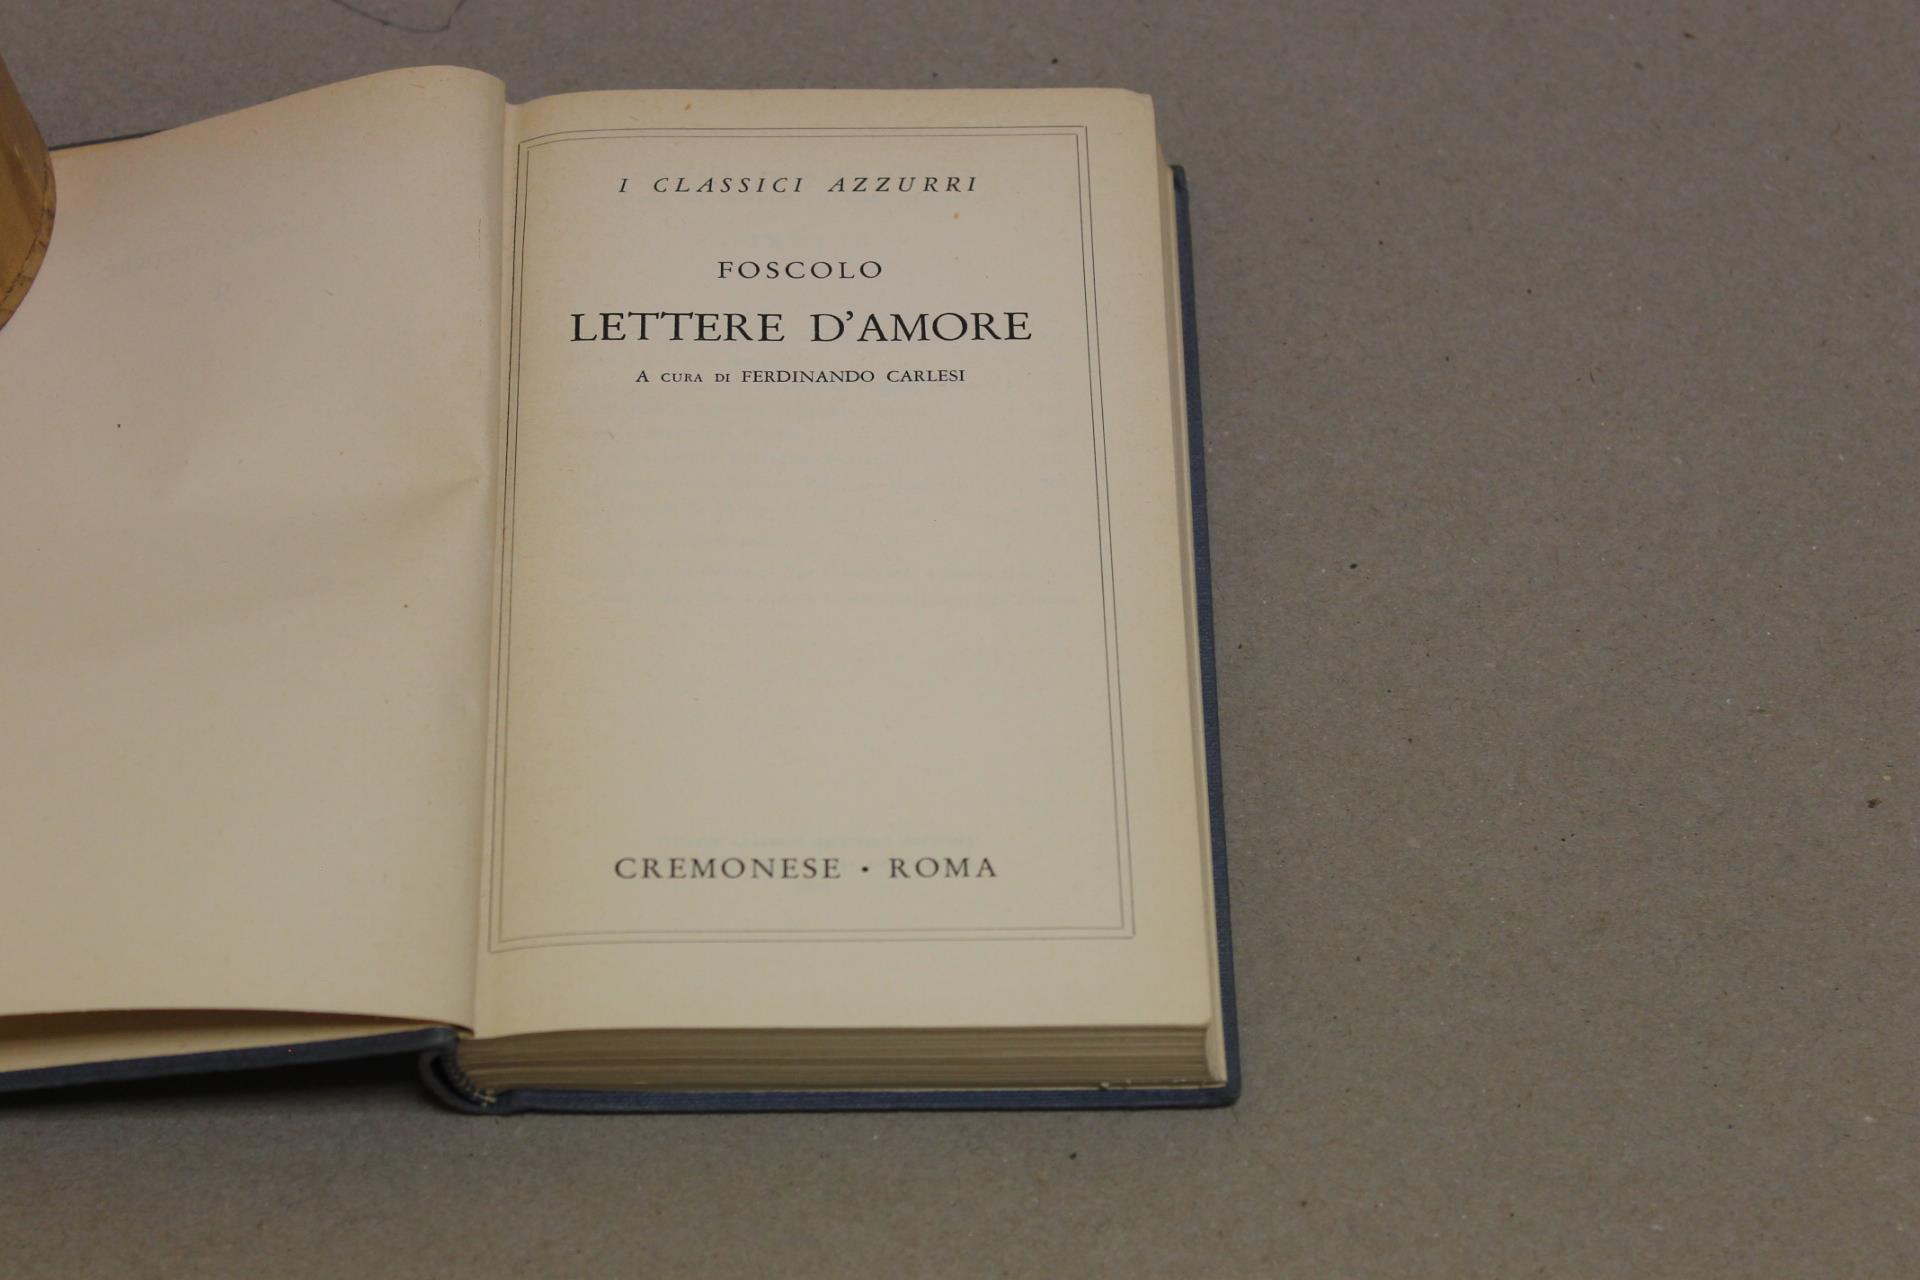 I CLASSICI AZZURRI
FOSCOLO
LETTERE D'AMORE
A CURA DI FERDINANDO CARLESI
CREMONESE · ROMA